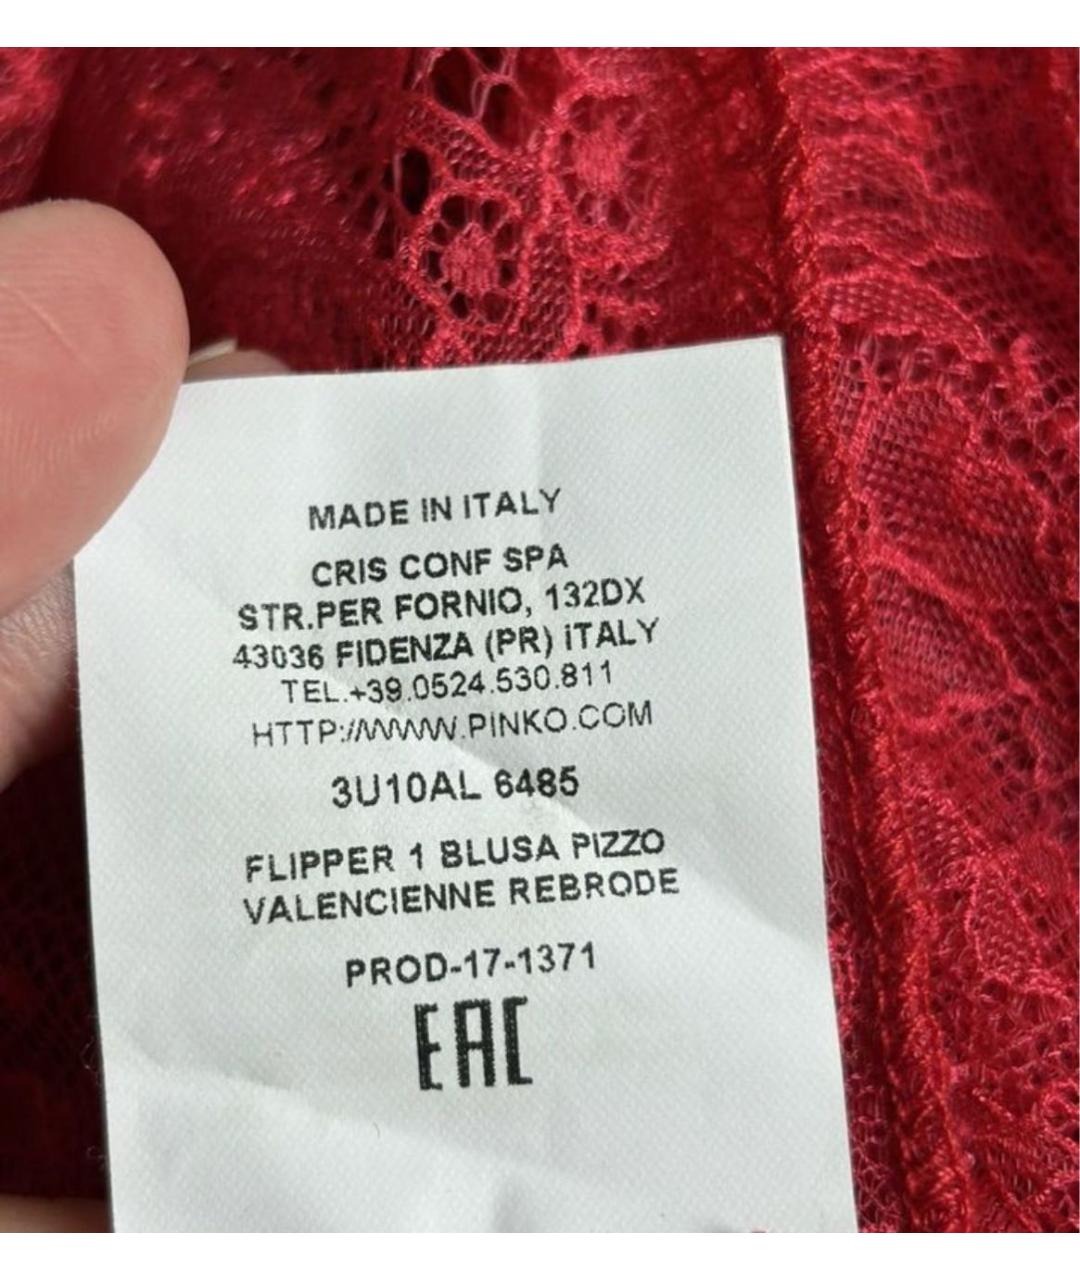 MADE IN ITALY
CRIS CONF SPA
STR.PER FORNIO, 132DX
43036 FIDENZA (PR) iTALY
TEL.+39.0524.530.811
HTTP://WWW.PINKO.COM
3U10AL 6485
FLIPPER 1 BLUSA PIZZO
VALENCIENNE REBRODE
PROD-17-1371
EAC